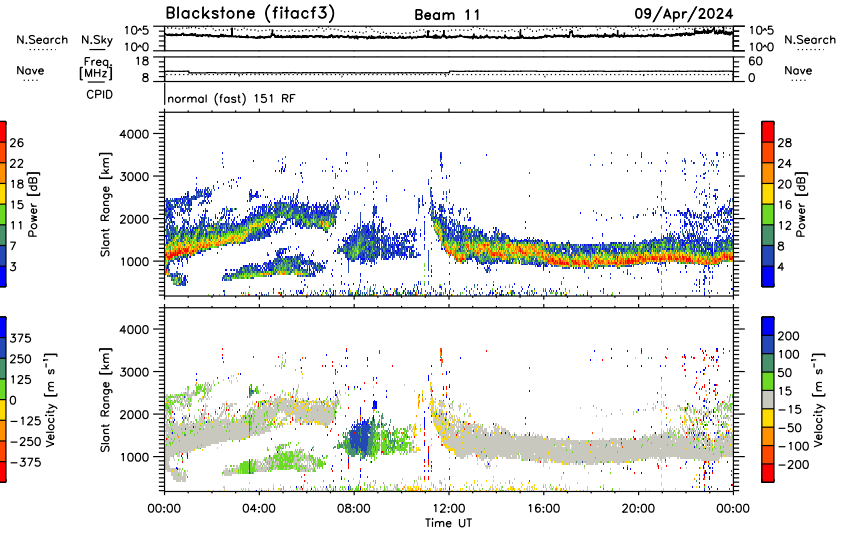 Blackstone (fitacf3) Beam 11 09/Apr/2024
N.Search N.Sky 10^5 10^0 10^5 10^0 N.Search
Nave Freq. [MHz] 18 8 60 0 Nave
CPID normal (fast) 151 RF
Power [dB] 26 22 18 15 11 7 3
Slant Range [km] 4000 3000 2000 1000
28 24 20 16 12 8 4 Power [dB]
375 250 125 0 −125 −250 −375 Velocity [m s⁻¹]
Slant Range [km] 4000 3000 2000 1000
200 100 50 15 −15 −50 −100 −200 Velocity [m s⁻¹]
00:00 04:00 08:00 12:00 16:00 20:00 00:00
Time UT